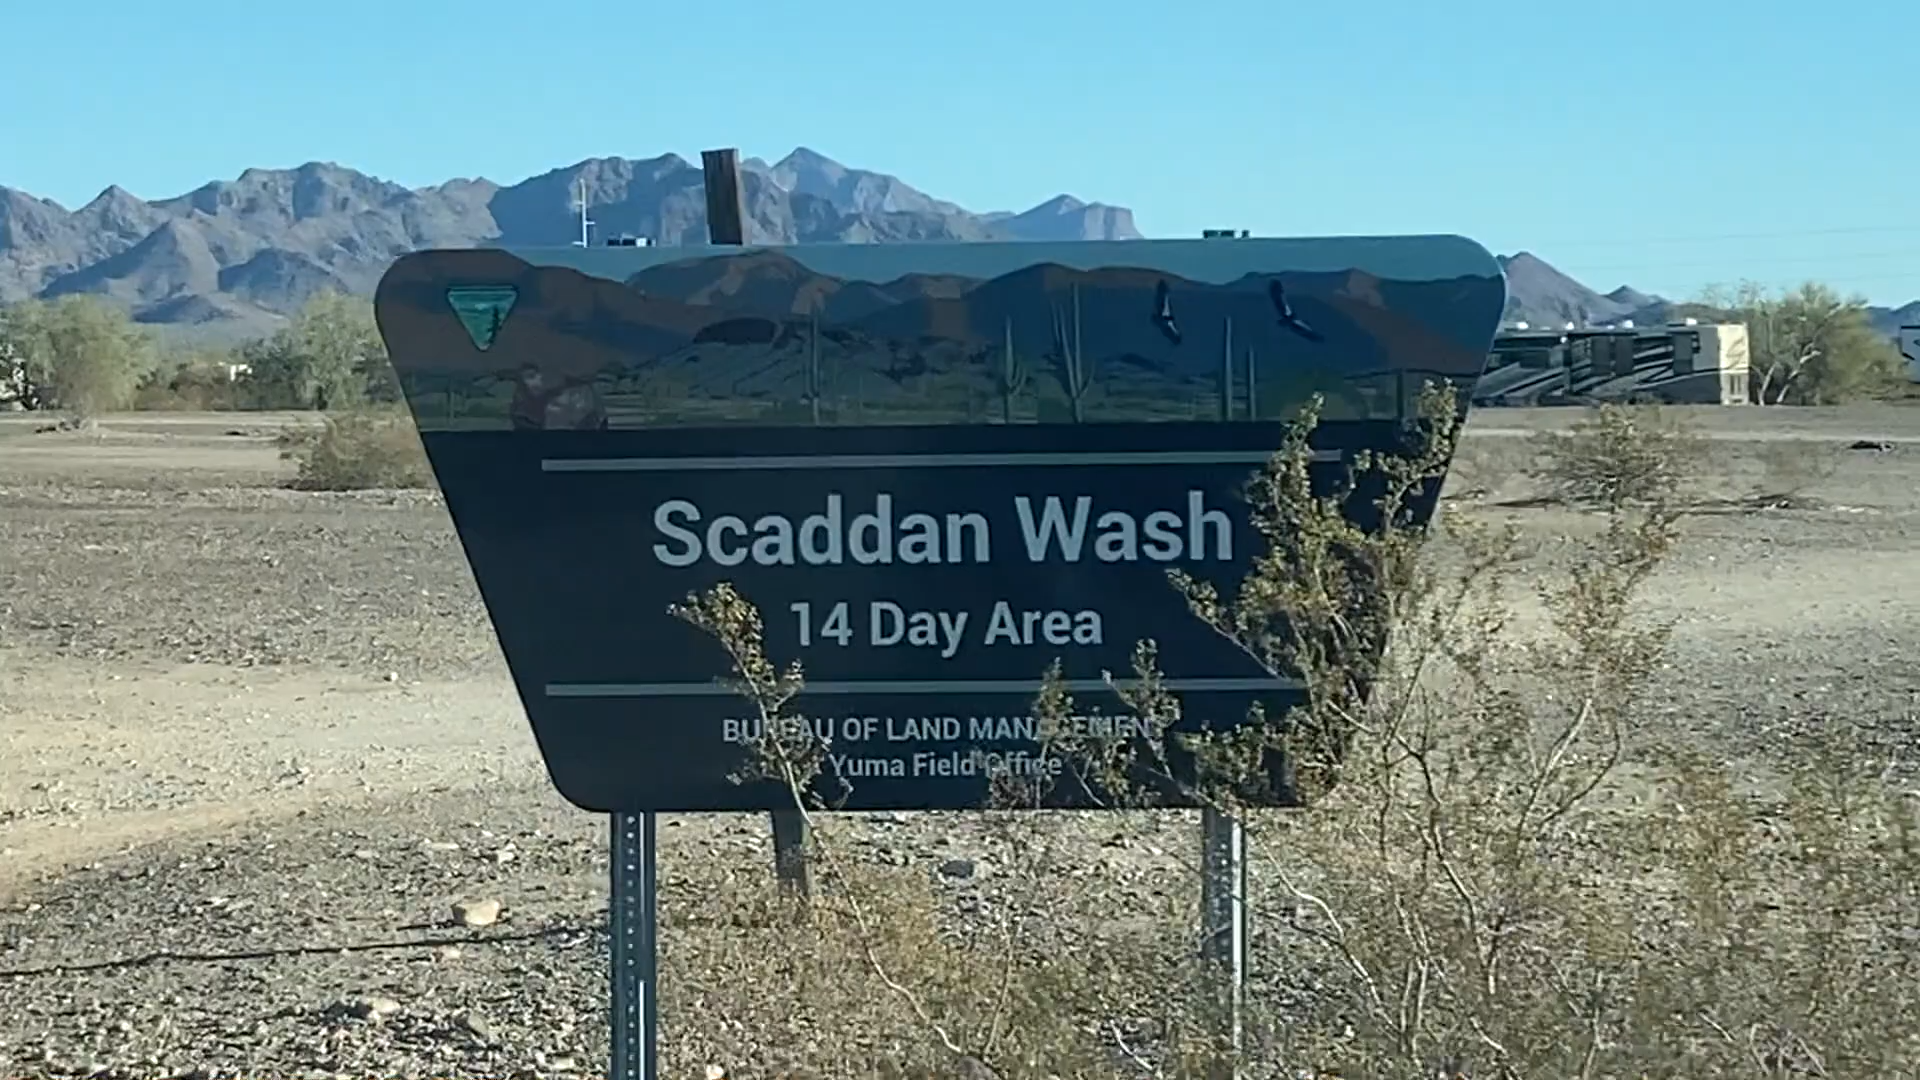 Scaddan Wash
14 Day Area
BUREAU OF LAND MANAGEMENT
Yuma Field Office